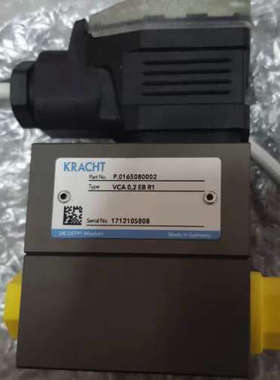 KRACHT
Part No. P.0165080002
Type VCA 0,2 EB R1
Serial No 1712105808
Made in Germany